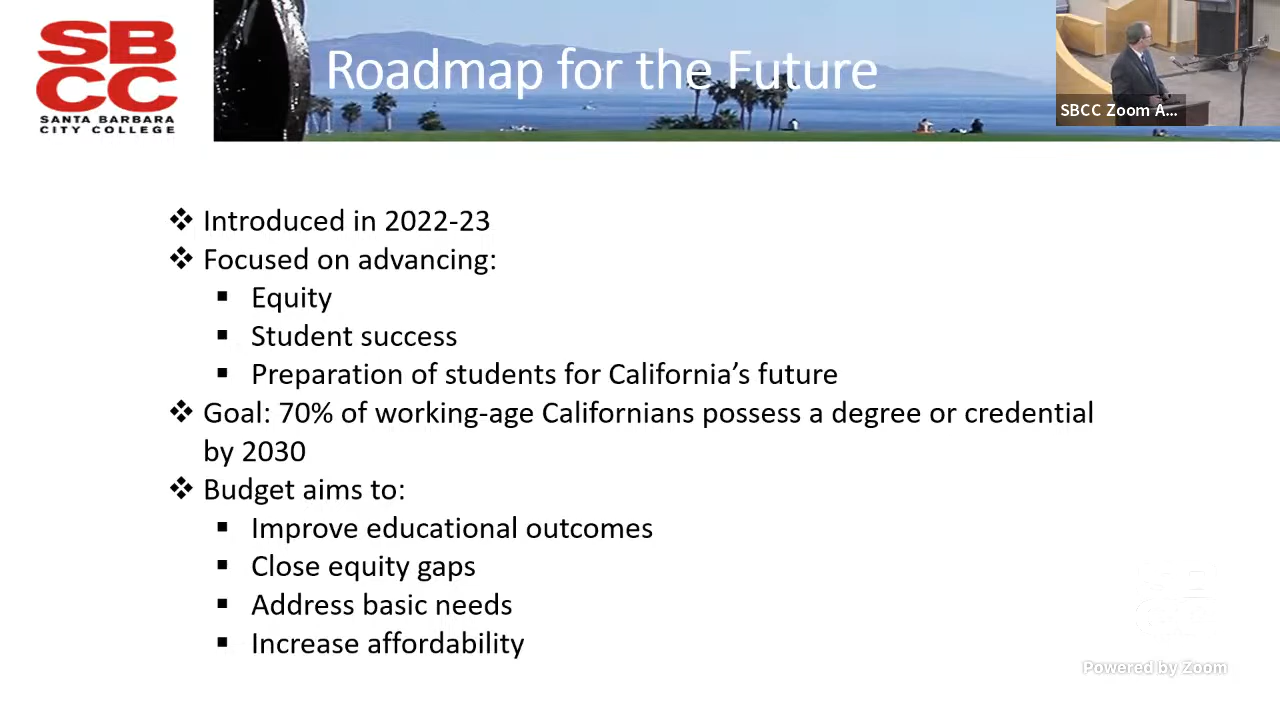 SB
CC
SANTA BARBARA
CITY COLLEGE
Roadmap for the Future
SBCC Zoom A...
❖ Introduced in 2022-23
❖ Focused on advancing:
▪ Equity
▪ Student success
▪ Preparation of students for California’s future
❖ Goal: 70% of working-age Californians possess a degree or credential
by 2030
❖ Budget aims to:
▪ Improve educational outcomes
▪ Close equity gaps
▪ Address basic needs
▪ Increase affordability
Powered by Zoom